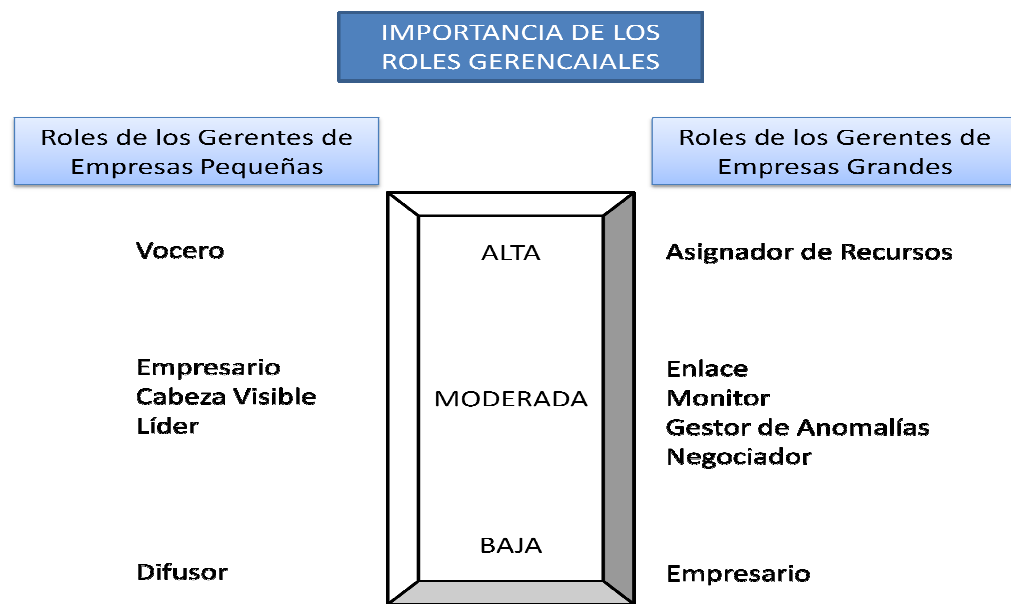 IMPORTANCIA DE LOS
ROLES GERENCAIALES
Roles de los Gerentes de
Empresas Pequeñas
Roles de los Gerentes de
Empresas Grandes
Vocero
ALTA
Asignador de Recursos
Empresario
Cabeza Visible
Líder
MODERADA
Enlace
Monitor
Gestor de Anomalías
Negociador
BAJA
Difusor
Empresario